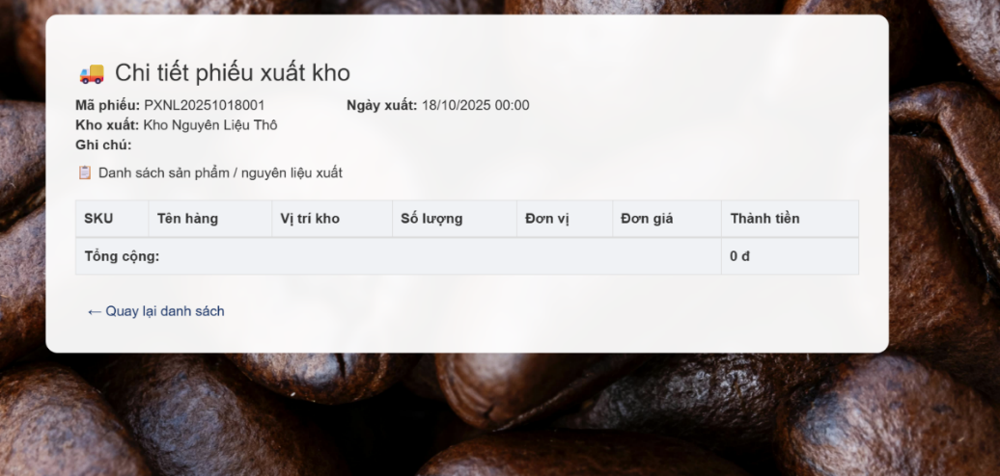 Chi tiết phiếu xuất kho
Mã phiếu: PXNL20251018001 Ngày xuất: 18/10/2025 00:00
Kho xuất: Kho Nguyên Liệu Thô
Ghi chú:
Danh sách sản phẩm / nguyên liệu xuất
SKU Tên hàng Vị trí kho Số lượng Đơn vị Đơn giá Thành tiền
Tổng cộng: 0 đ
← Quay lại danh sách